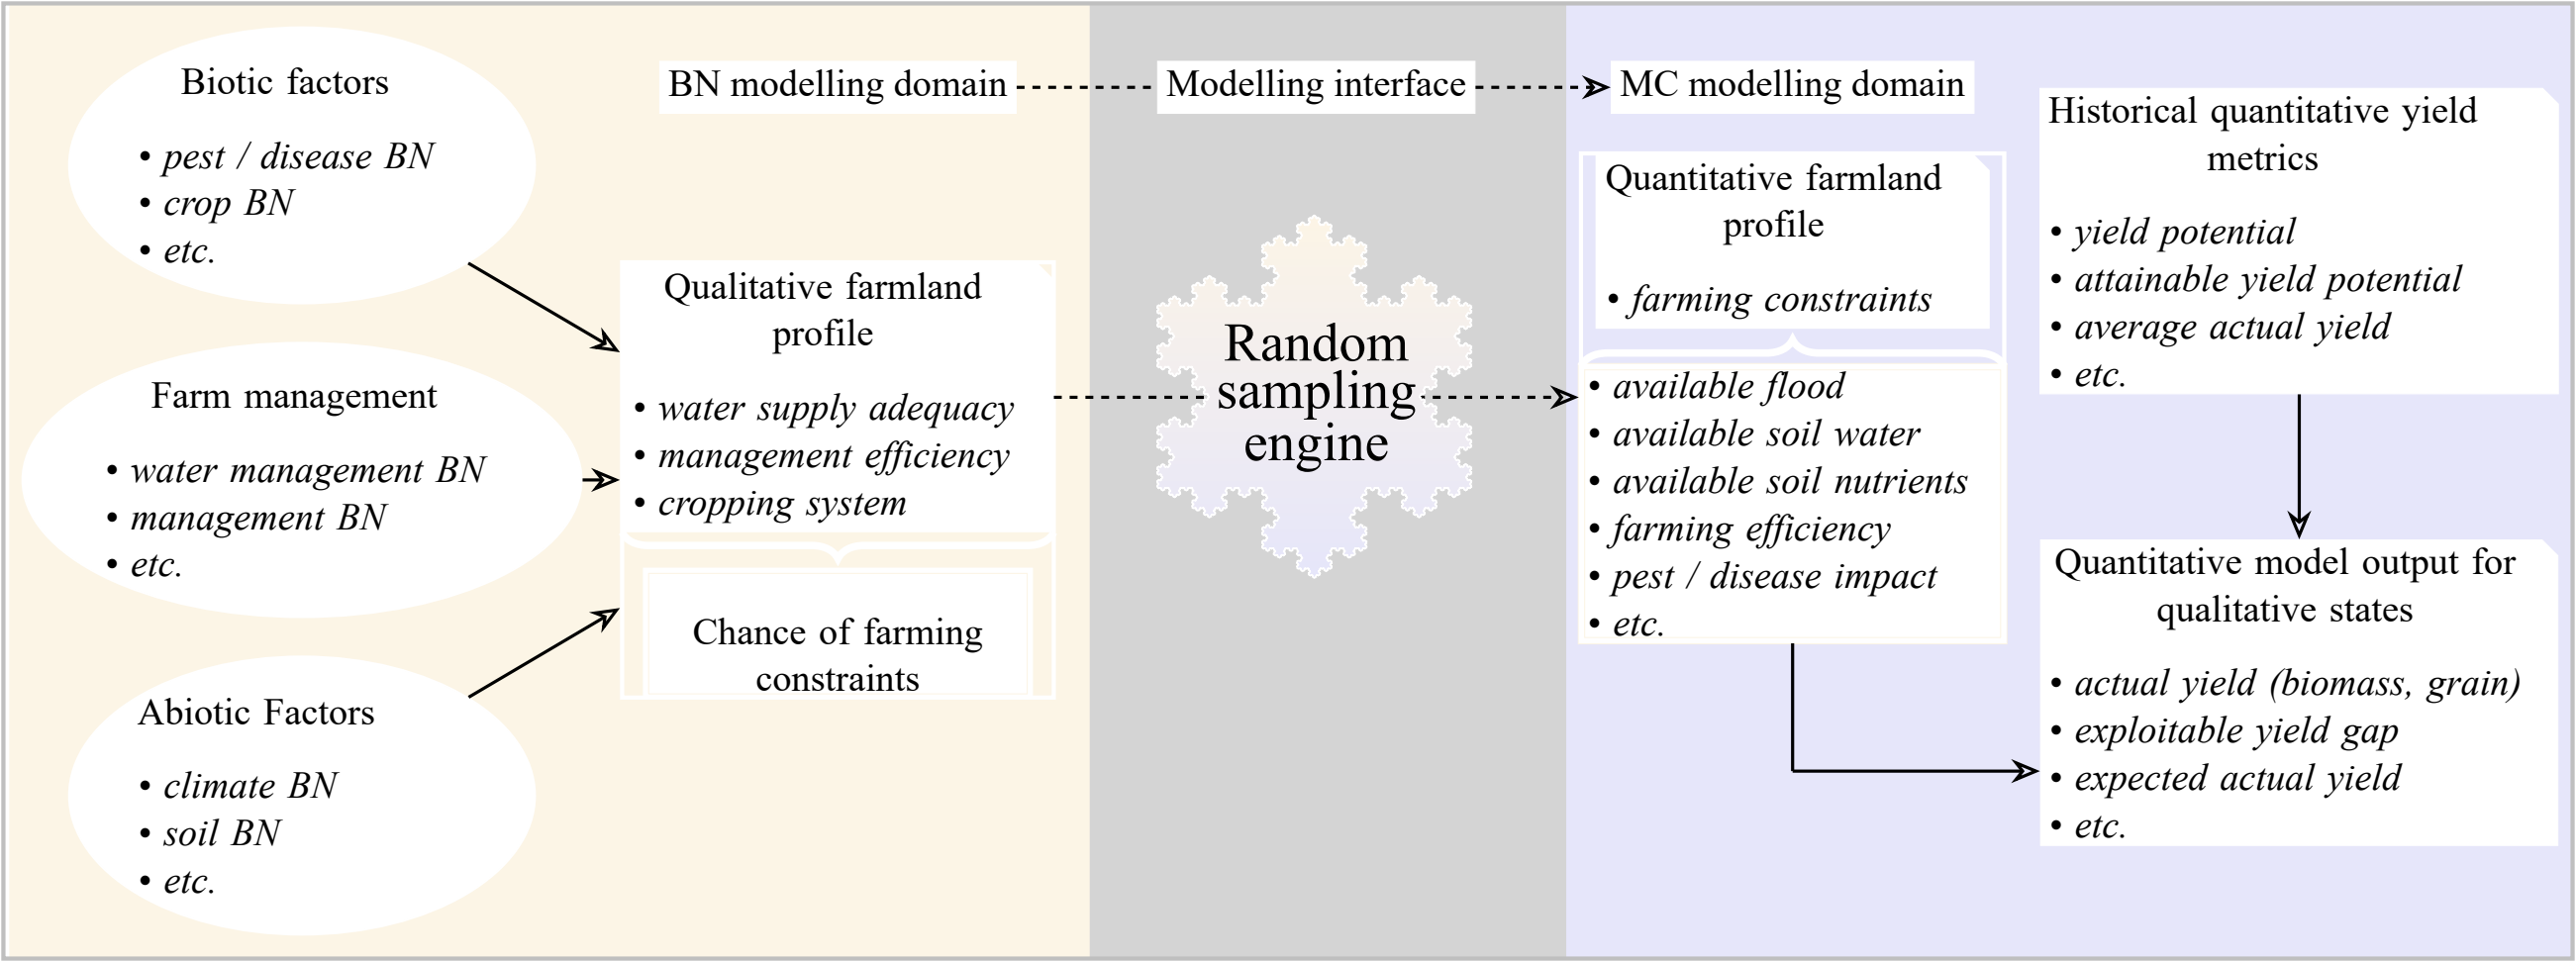 Biotic factors
• pest / disease BN
• crop BN
• etc.
Farm management
• water management BN
• management BN
• etc.
Abiotic Factors
• climate BN
• soil BN
• etc.
BN modelling domain
Qualitative farmland
profile
• water supply adequacy
• management efficiency
• cropping system
Chance of farming
constraints
Modelling interface
Random
sampling
engine
MC modelling domain
Quantitative farmland
profile
• farming constraints
• available flood
• available soil water
• available soil nutrients
• farming efficiency
• pest / disease impact
• etc.
Historical quantitative yield
metrics
• yield potential
• attainable yield potential
• average actual yield
• etc.
Quantitative model output for
qualitative states
• actual yield (biomass, grain)
• exploitable yield gap
• expected actual yield
• etc.